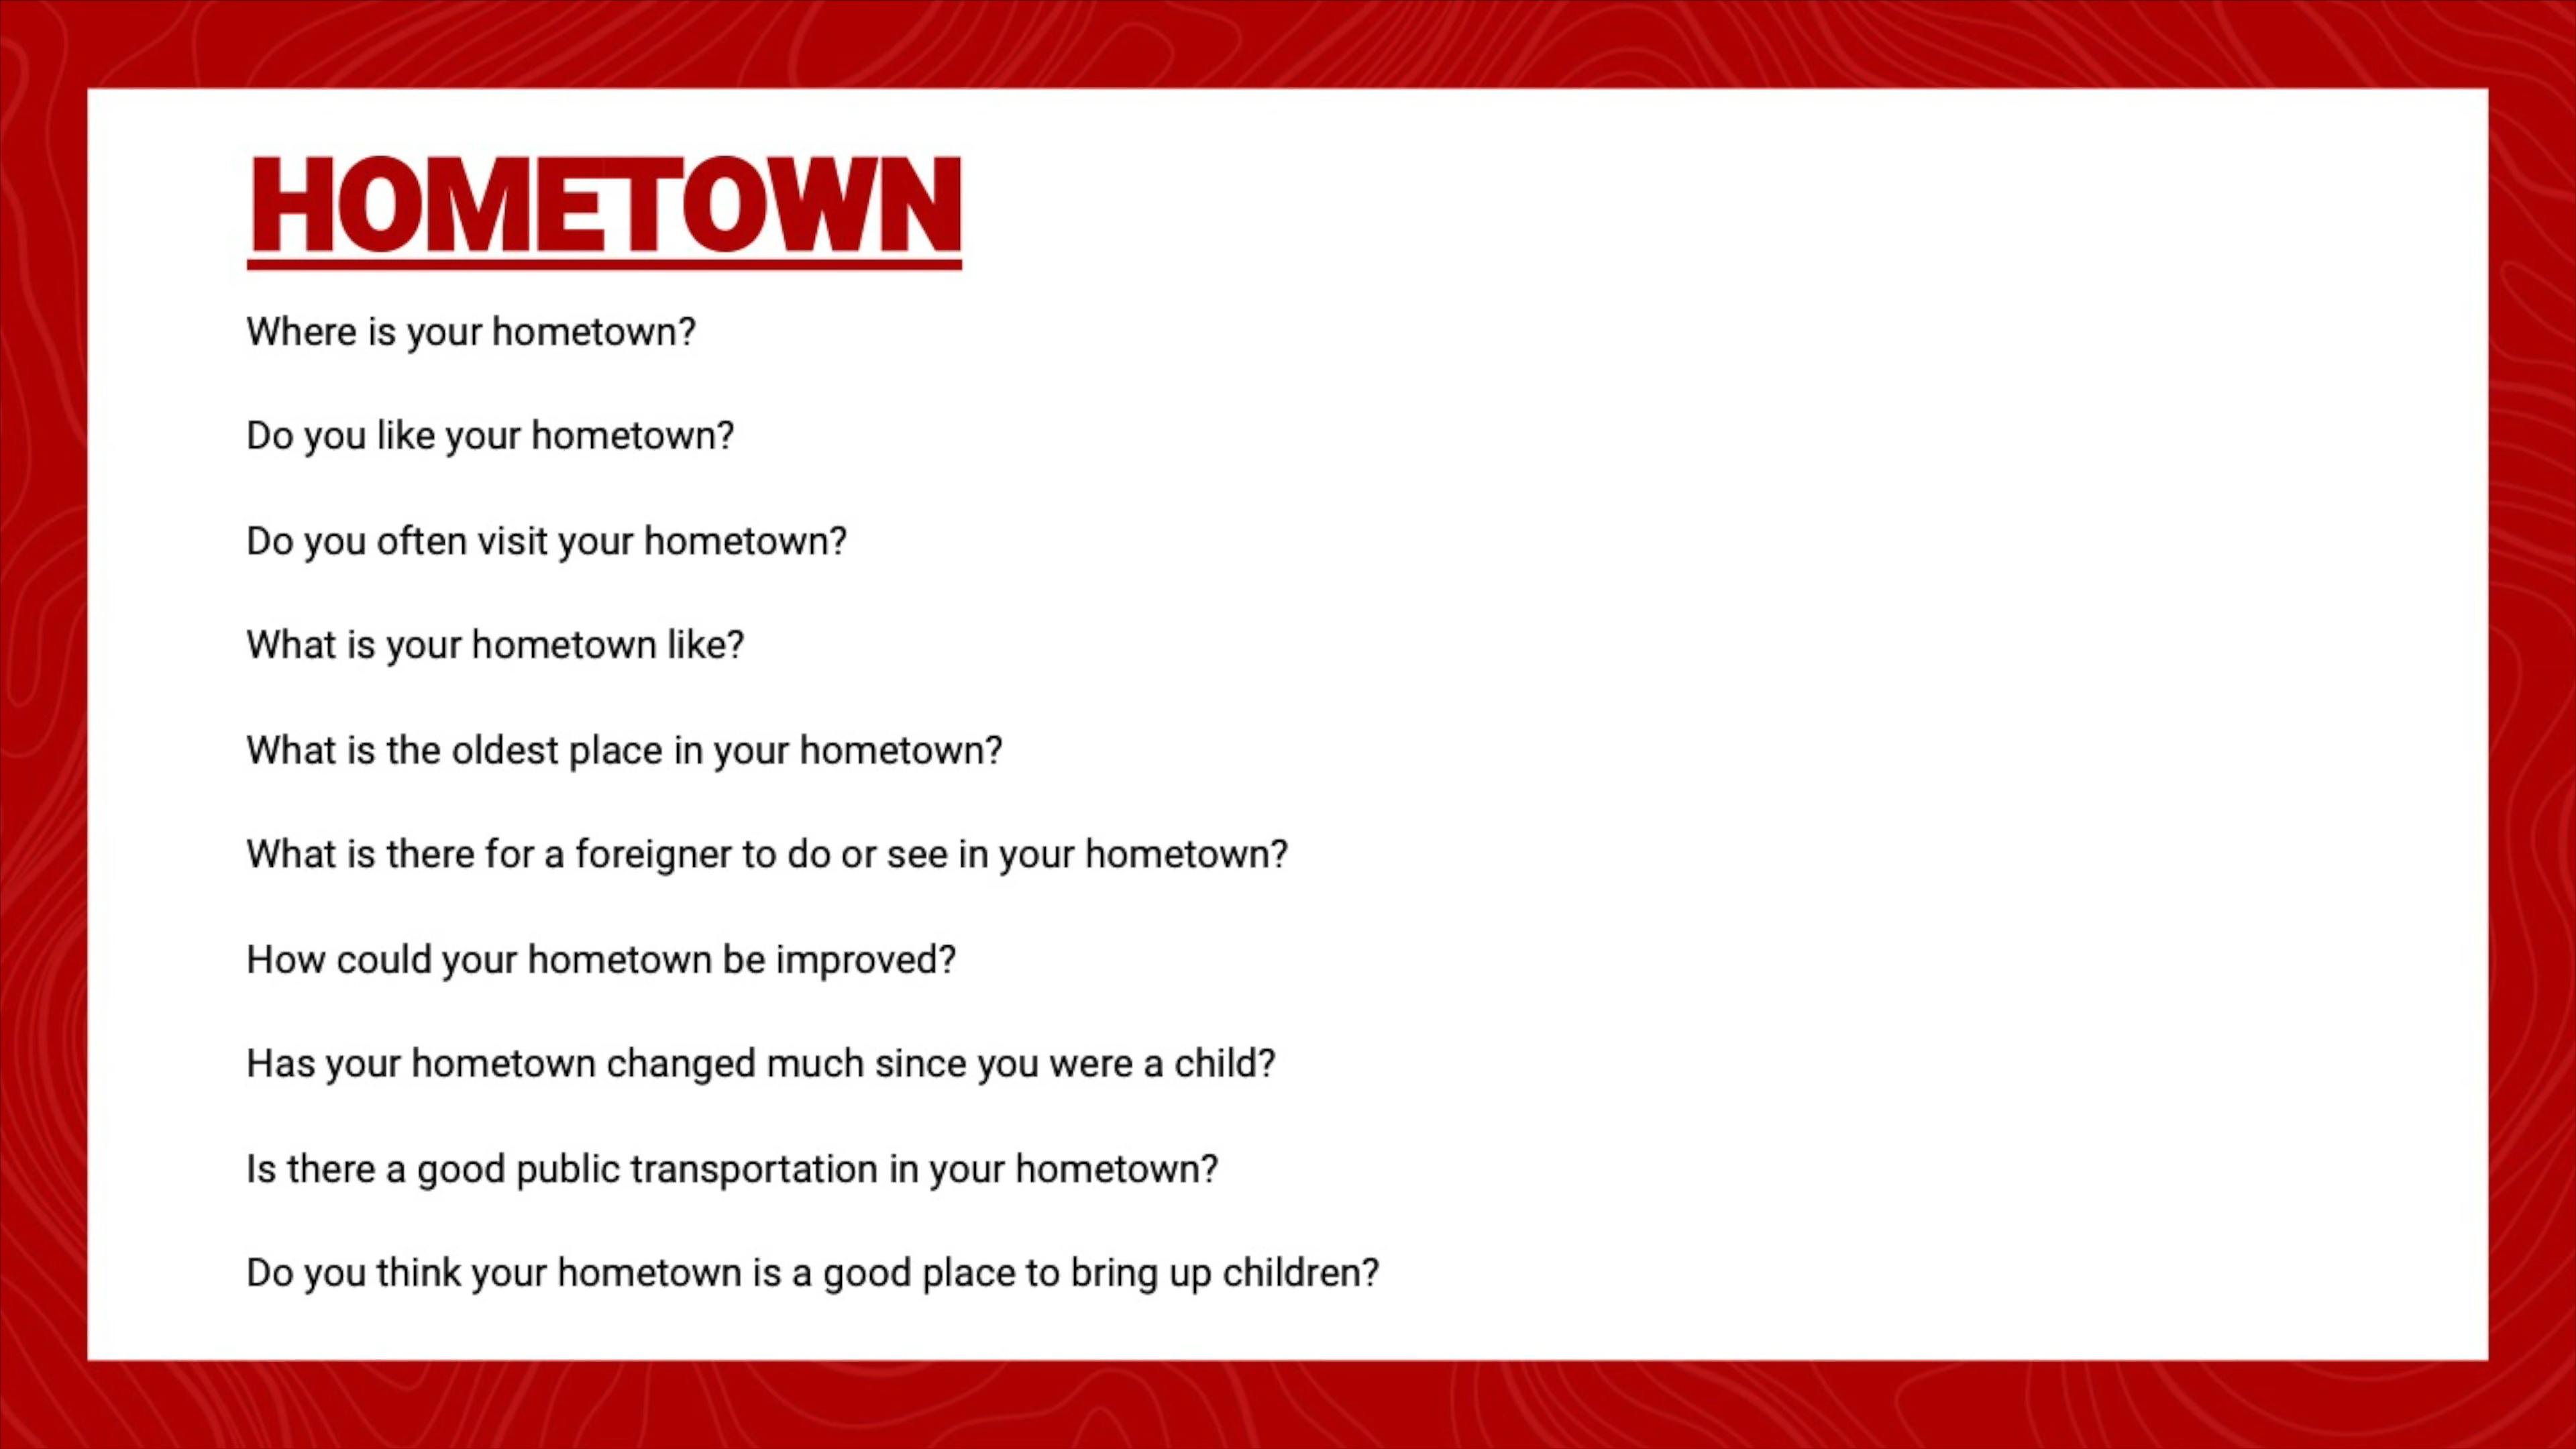 HOMETOWN
Where is your hometown?
Do you like your hometown?
Do you often visit your hometown?
What is your hometown like?
What is the oldest place in your hometown?
What is there for a foreigner to do or see in your hometown?
How could your hometown be improved?
Has your hometown changed much since you were a child?
Is there a good public transportation in your hometown?
Do you think your hometown is a good place to bring up children?